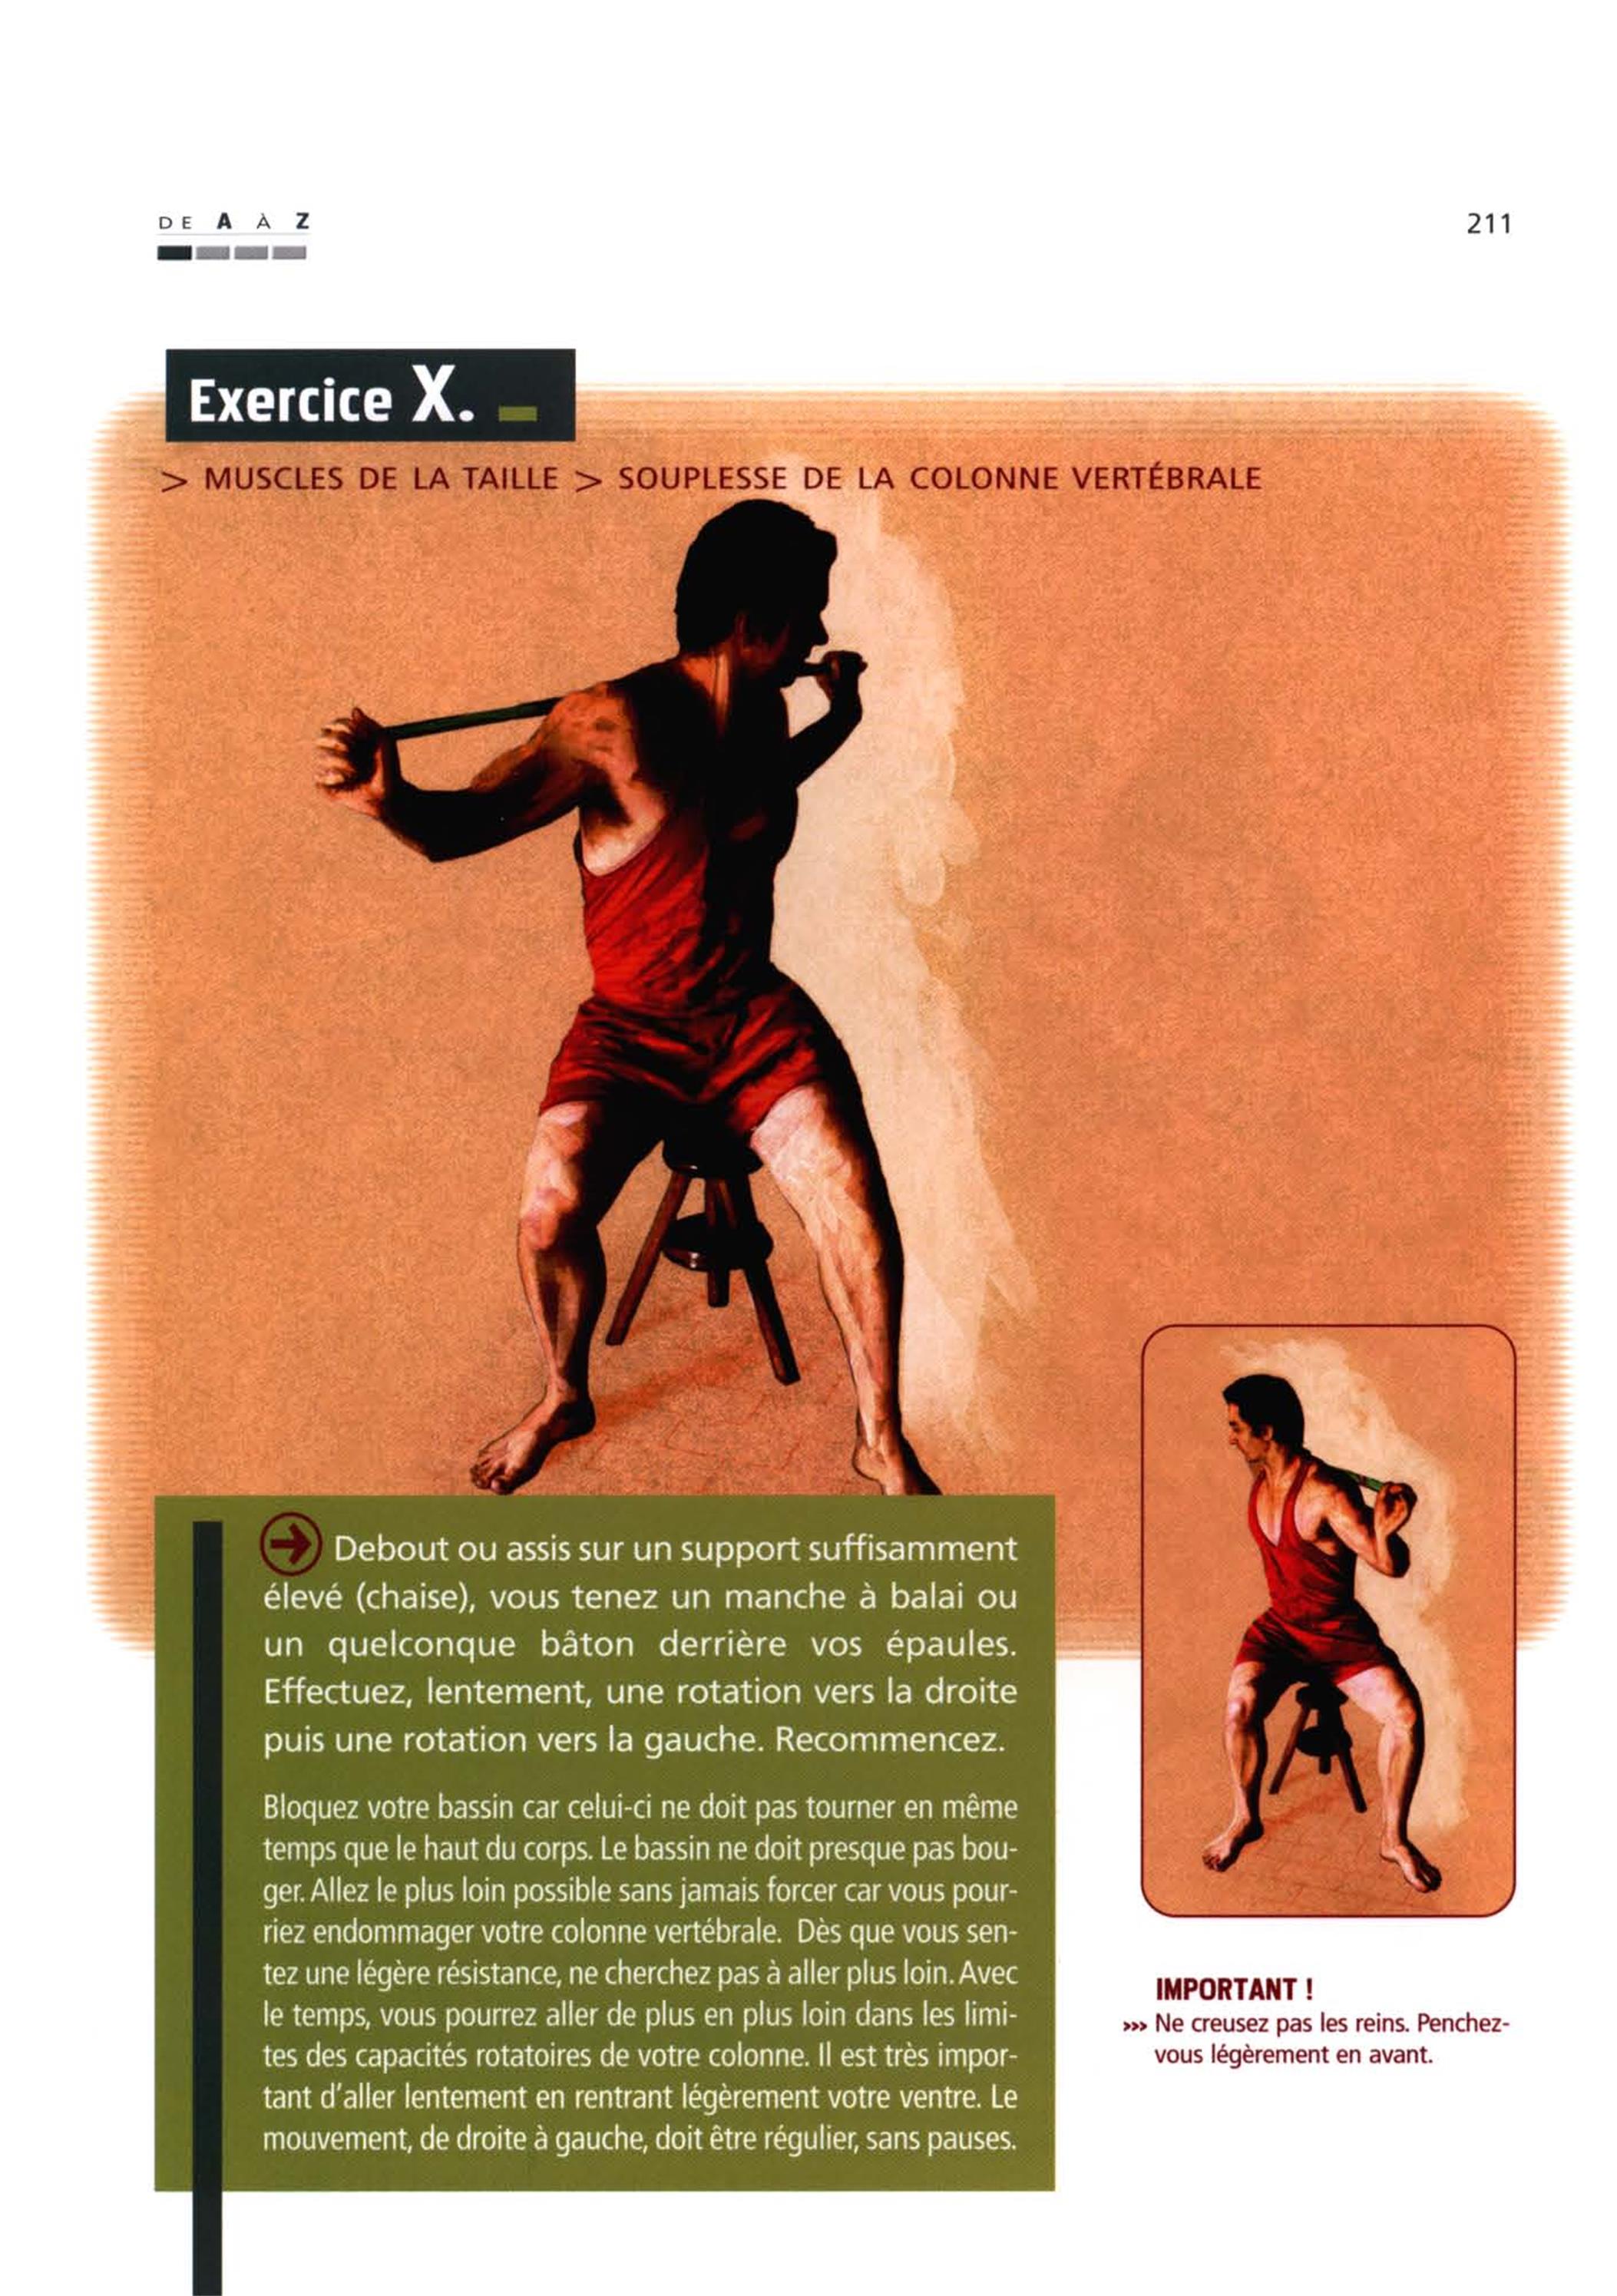 DE A À Z
211
Exercice X.
> MUSCLES DE LA TAILLE > SOUPLESSE DE LA COLONNE VERTÉBRALE
Debout ou assis sur un support suffisamment
élevé (chaise), vous tenez un manche à balai ou
un quelconque bâton derrière vos épaules.
Effectuez, lentement, une rotation vers la droite
puis une rotation vers la gauche. Recommencez.
Bloquez votre bassin car celui-ci ne doit pas tourner en même
temps que le haut du corps. Le bassin ne doit presque pas bou-
ger. Allez le plus loin possible sans jamais forcer car vous pour-
riez endommager votre colonne vertébrale. Dès que vous sen-
tez une légère résistance, ne cherchez pas à aller plus loin. Avec
le temps, vous pourrez aller de plus en plus loin dans les limi-
tes des capacités rotatoires de votre colonne. Il est très impor-
tant d'aller lentement en rentrant légèrement votre ventre. Le
mouvement, de droite à gauche, doit être régulier, sans pauses.
IMPORTANT !
>>> Ne creusez pas les reins. Penchez-
vous légèrement en avant.